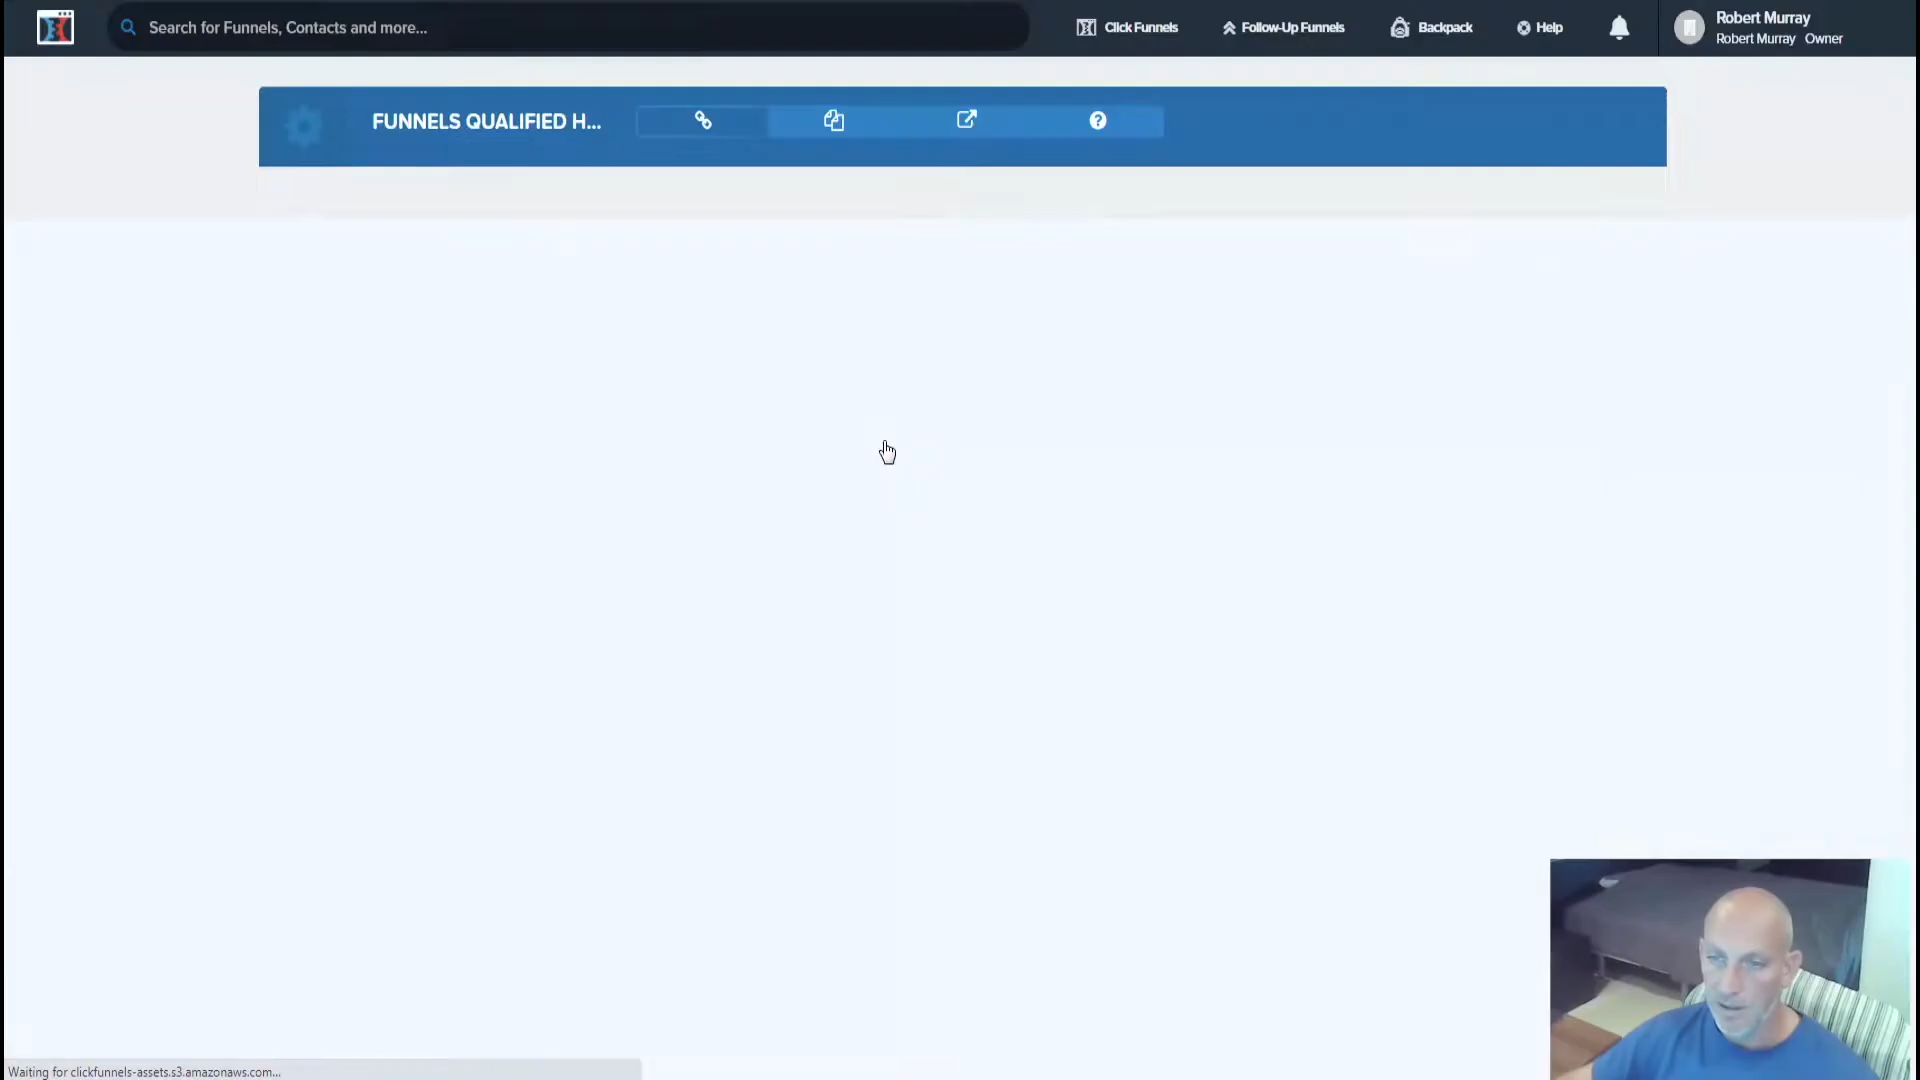 Search for Funnels, Contacts and more...
Click Funnels
Follow-Up Funnels
Backpack
Help
Robert Murray
Robert Murray Owner
FUNNELS QUALIFIED H...
Waiting for clickfunnels-assets.s3.amazonaws.com...